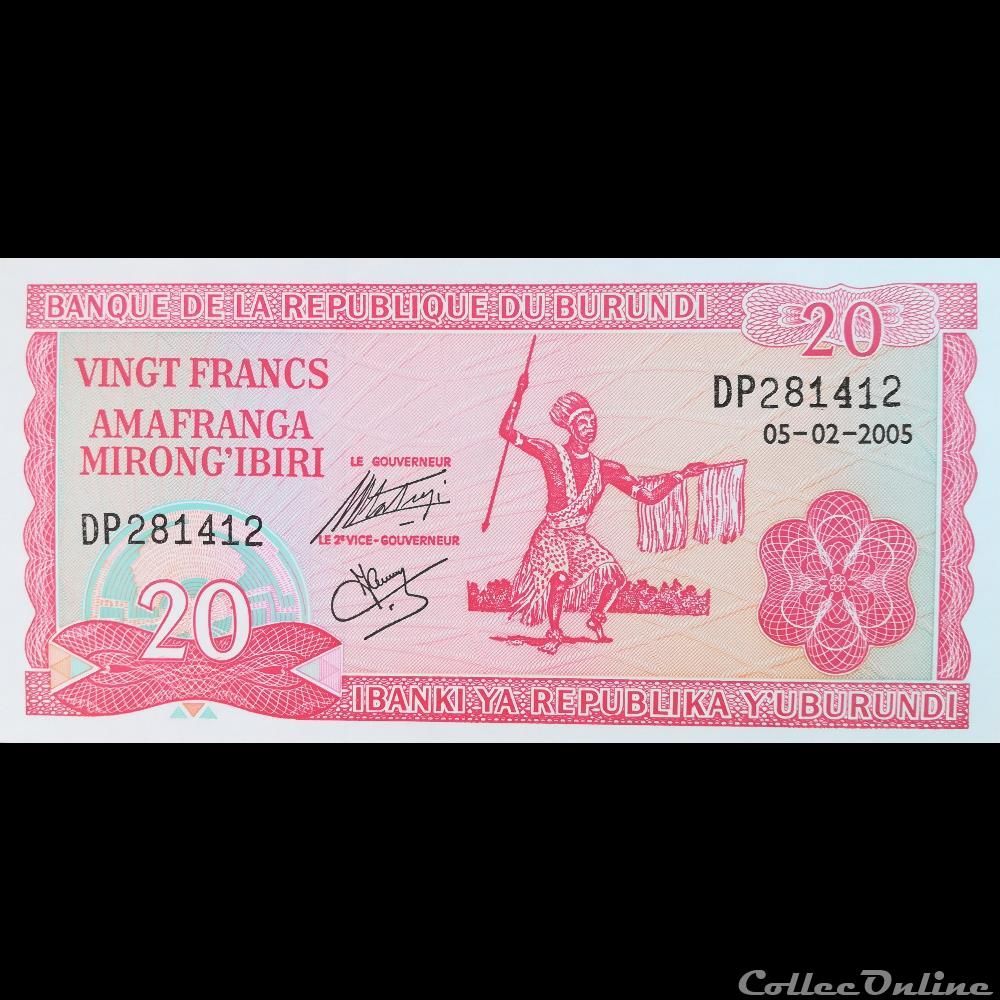 BANQUE DE LA REPUBLIQUE DU BURUNDI
20
VINGT FRANCS
AMAFRANGA
MIRONG'IBIRI
DP281412
05-02-2005
LE GOUVERNEUR
LE 2e VICE-GOUVERNEUR
DP281412
20
IBANKI YA REPUBLIKA Y'UBURUNDI
CollecOnline